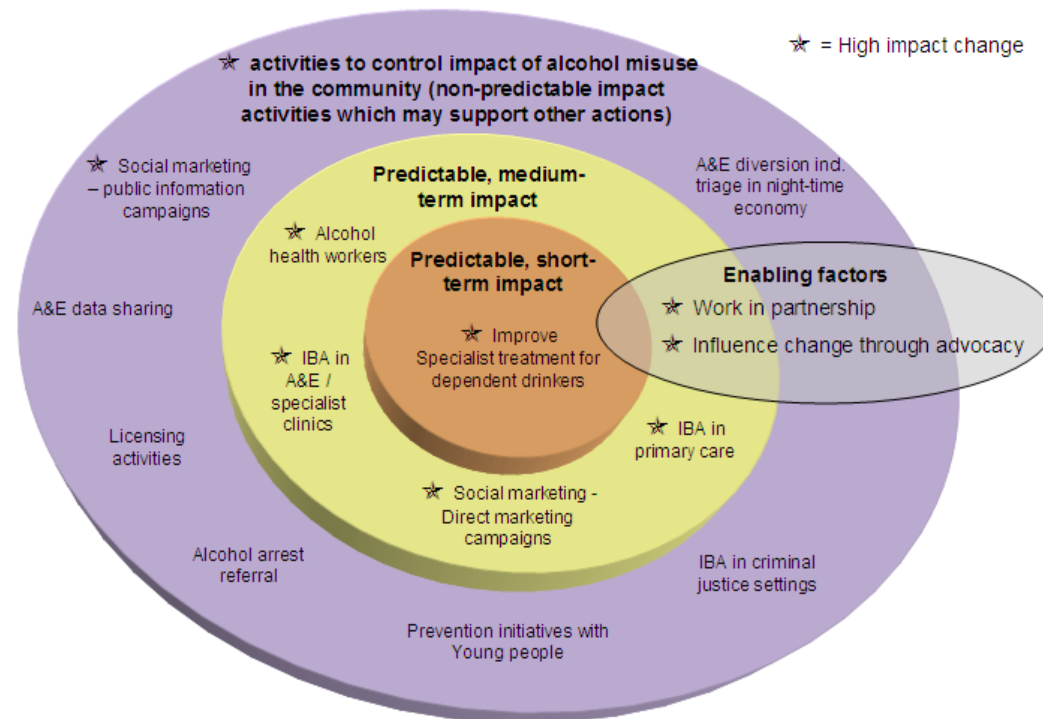 ★ = High impact change
★ activities to control impact of alcohol misuse
in the community (non-predictable impact
activities which may support other actions)
★ Social marketing
– public information
campaigns
A&E diversion ind.
triage in night-time
economy
Predictable, medium-
term impact
★ Alcohol
health workers
Predictable, short-
term impact
Enabling factors
★ Work in partnership
★ Influence change through advocacy
A&E data sharing
★ Improve
Specialist treatment for
dependent drinkers
★ IBA in
A&E /
specialist
clinics
★ IBA in
primary care
Licensing
activities
★ Social marketing -
Direct marketing
campaigns
Alcohol arrest
referral
IBA in criminal
justice settings
Prevention initiatives with
Young people